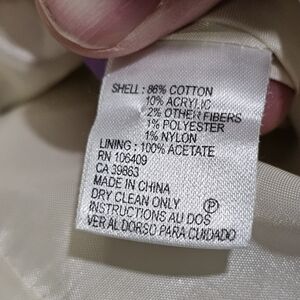 SHELL : 86% COTTON
10% ACRYLIC
2% OTHER FIBERS
1% POLYESTER
1% NYLON
LINING : 100% ACETATE
RN 106409
CA 39863
MADE IN CHINA
DRY CLEAN ONLY Ⓟ
INSTRUCTIONS AU DOS
VER AL DORSO PARA CUIDADO